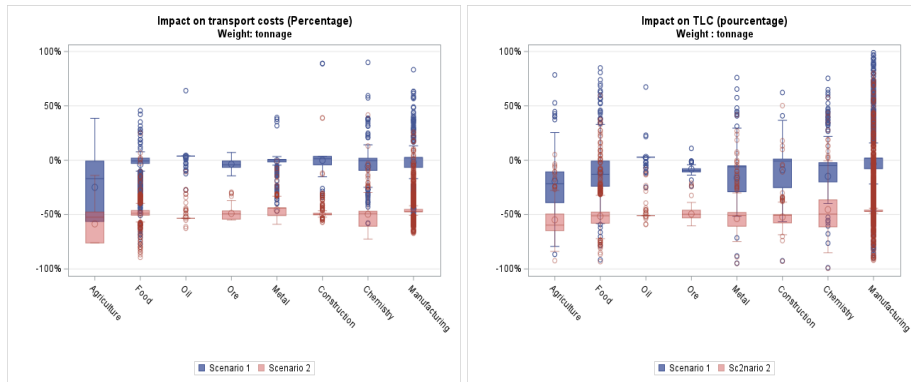 Impact on transport costs (Percentage)
Weight: tonnage
100%
50%
0%
-50%
-100%
Agriculture
Food
Oil
Ore
Metal
Construction
Chemistry
Manufacturing
Scenario 1
Scenario 2
Impact on TLC (pourcentage)
Weight : tonnage
100%
50%
0%
-50%
-100%
Agriculture
Food
Oil
Ore
Metal
Construction
Chemistry
Manufacturing
Scenario 1
Sc2nario 2